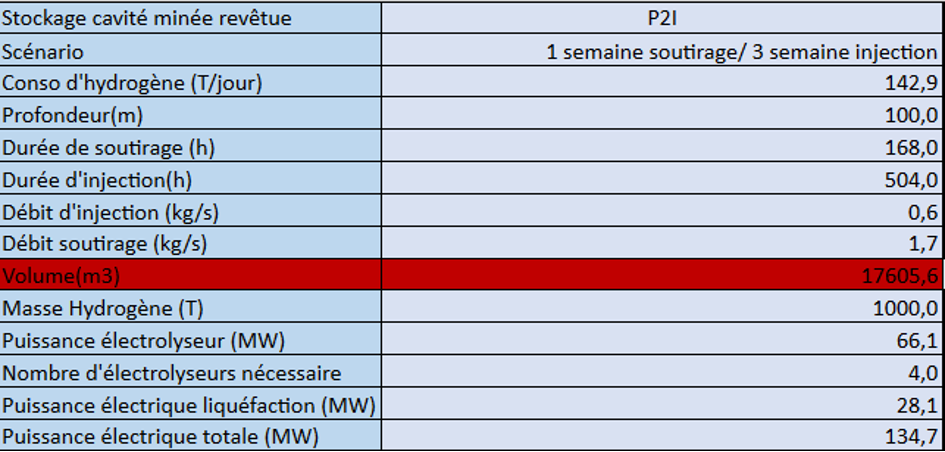 Stockage cavité minée revêtue P2I
Scénario 1 semaine soutirage/ 3 semaine injection
Conso d'hydrogène (T/jour) 142,9
Profondeur(m) 100,0
Durée de soutirage (h) 168,0
Durée d'injection(h) 504,0
Débit d'injection (kg/s) 0,6
Débit soutirage (kg/s) 1,7
Volume(m3) 17605,6
Masse Hydrogène (T) 1000,0
Puissance électrolyseur (MW) 66,1
Nombre d'électrolyseurs nécessaire 4,0
Puissance électrique liquéfaction (MW) 28,1
Puissance électrique totale (MW) 134,7